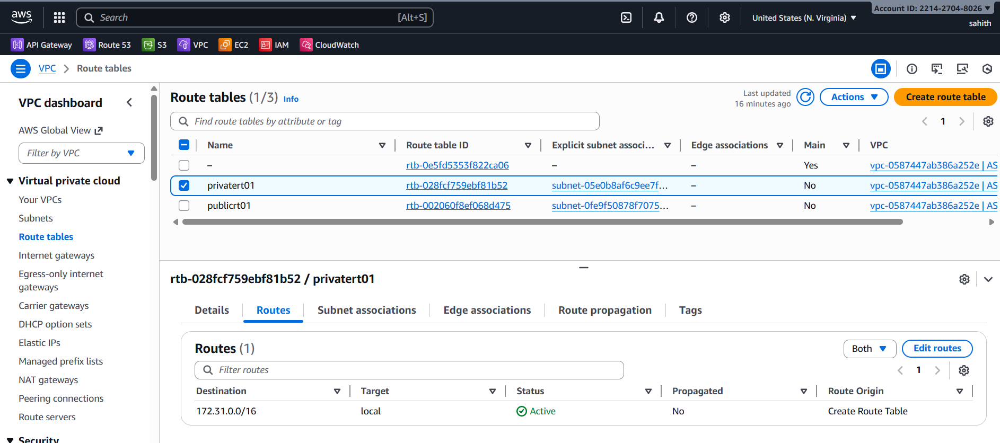 aws
Search [Alt+S]
United States (N. Virginia)
Account ID: 2214-2704-8026
sahith
API Gateway Route 53 S3 VPC EC2 IAM CloudWatch
VPC Route tables
VPC dashboard
AWS Global View
Filter by VPC
Virtual private cloud
Your VPCs
Subnets
Route tables
Internet gateways
Egress-only internet
gateways
Carrier gateways
DHCP option sets
Elastic IPs
Managed prefix lists
NAT gateways
Peering connections
Route servers
Security
Route tables (1/3) Info
Last updated
16 minutes ago
Actions
Create route table
Find route tables by attribute or tag
1
Name Route table ID Explicit subnet associ... Edge associations Main VPC
– rtb-0e5fd5353f822ca06 – – Yes vpc-0587447ab386a252e | AS
privatert01 rtb-028fcf759ebf81b52 subnet-05e0b8af6c9ee7f... – No vpc-0587447ab386a252e | AS
publicrt01 rtb-002060f8ef068d475 subnet-0fe9f50878f7075... – No vpc-0587447ab386a252e | AS
rtb-028fcf759ebf81b52 / privatert01
Details Routes Subnet associations Edge associations Route propagation Tags
Routes (1)
Both
Edit routes
Filter routes
1
Destination Target Status Propagated Route Origin
172.31.0.0/16 local Active No Create Route Table